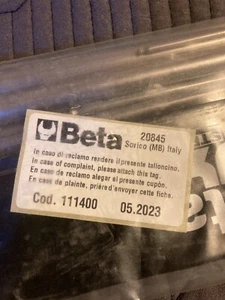 Beta
20845
Sovico (MB) Italy
In caso di reclamo rendere il presente talloncino.
In case of complaint, please attach this tag.
En caso de reclamo alegar el presente cupón.
En cas de plainte, prière d'envoyer cette fiche.
Cod. 111400 05.2023